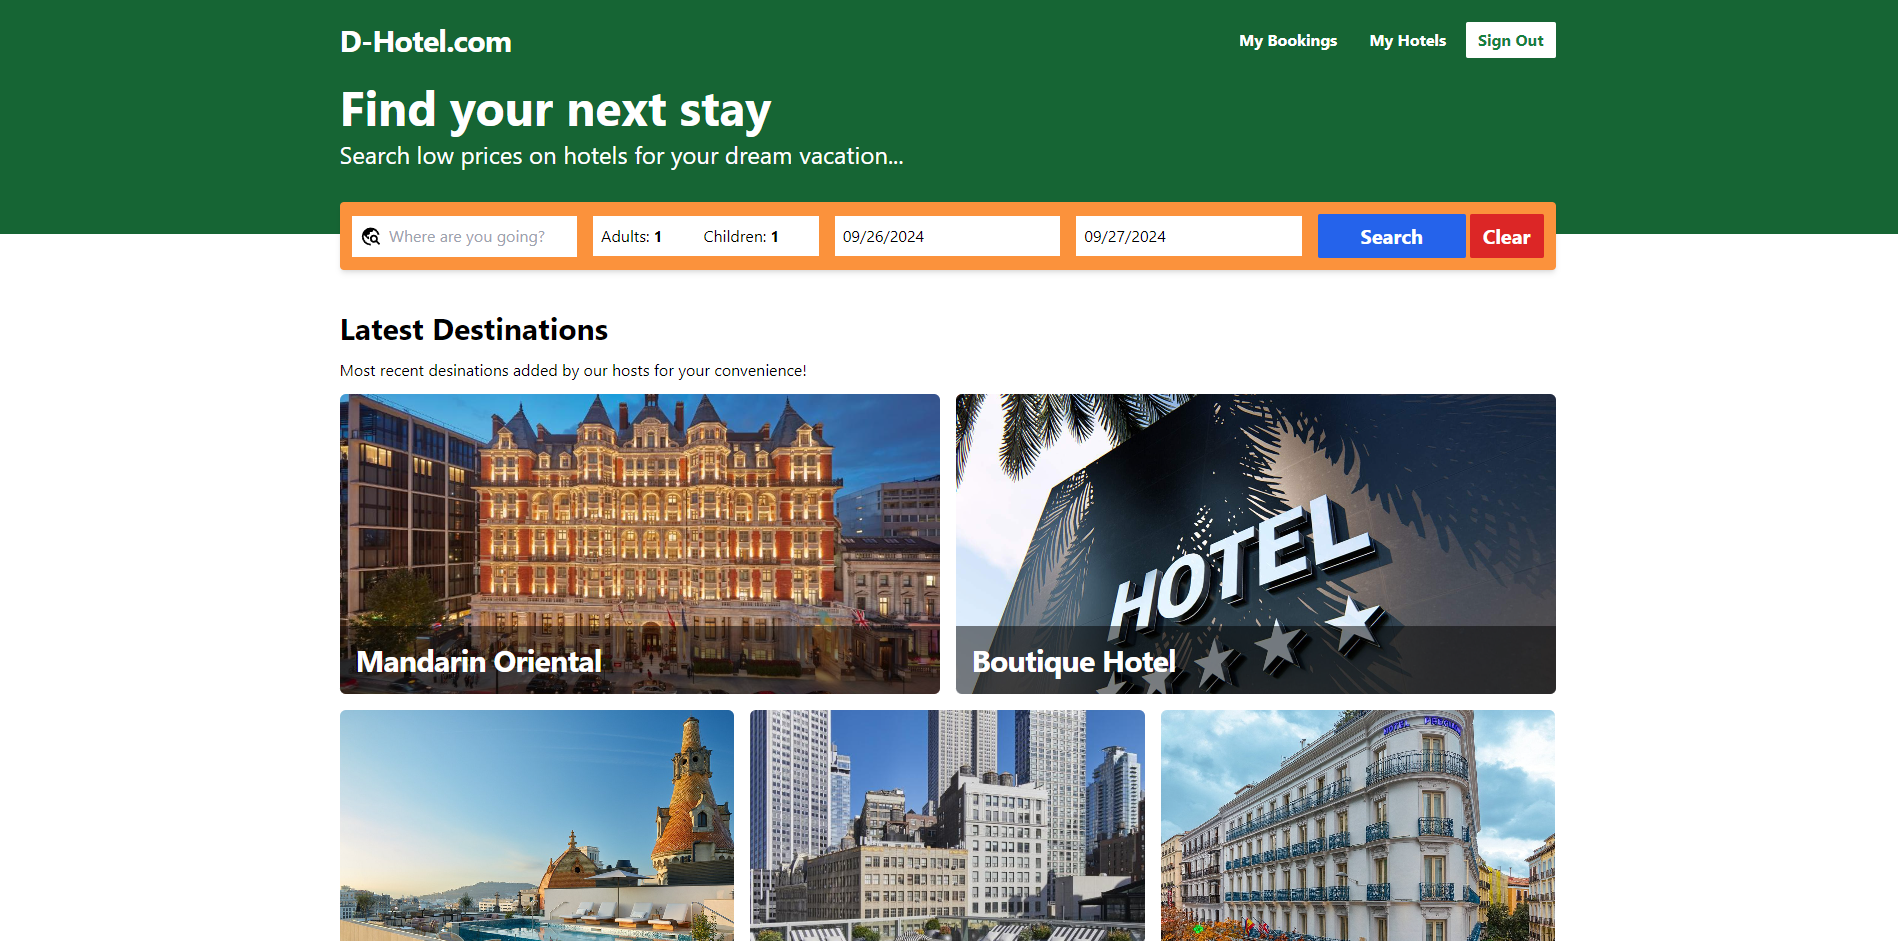 D-Hotel.com
My Bookings
My Hotels
Sign Out
Find your next stay
Search low prices on hotels for your dream vacation...
Where are you going?
Adults: 1
Children: 1
09/26/2024
09/27/2024
Search
Clear
Latest Destinations
Most recent desinations added by our hosts for your convenience!
HOTEL
Mandarin Oriental
Boutique Hotel
HOTEL